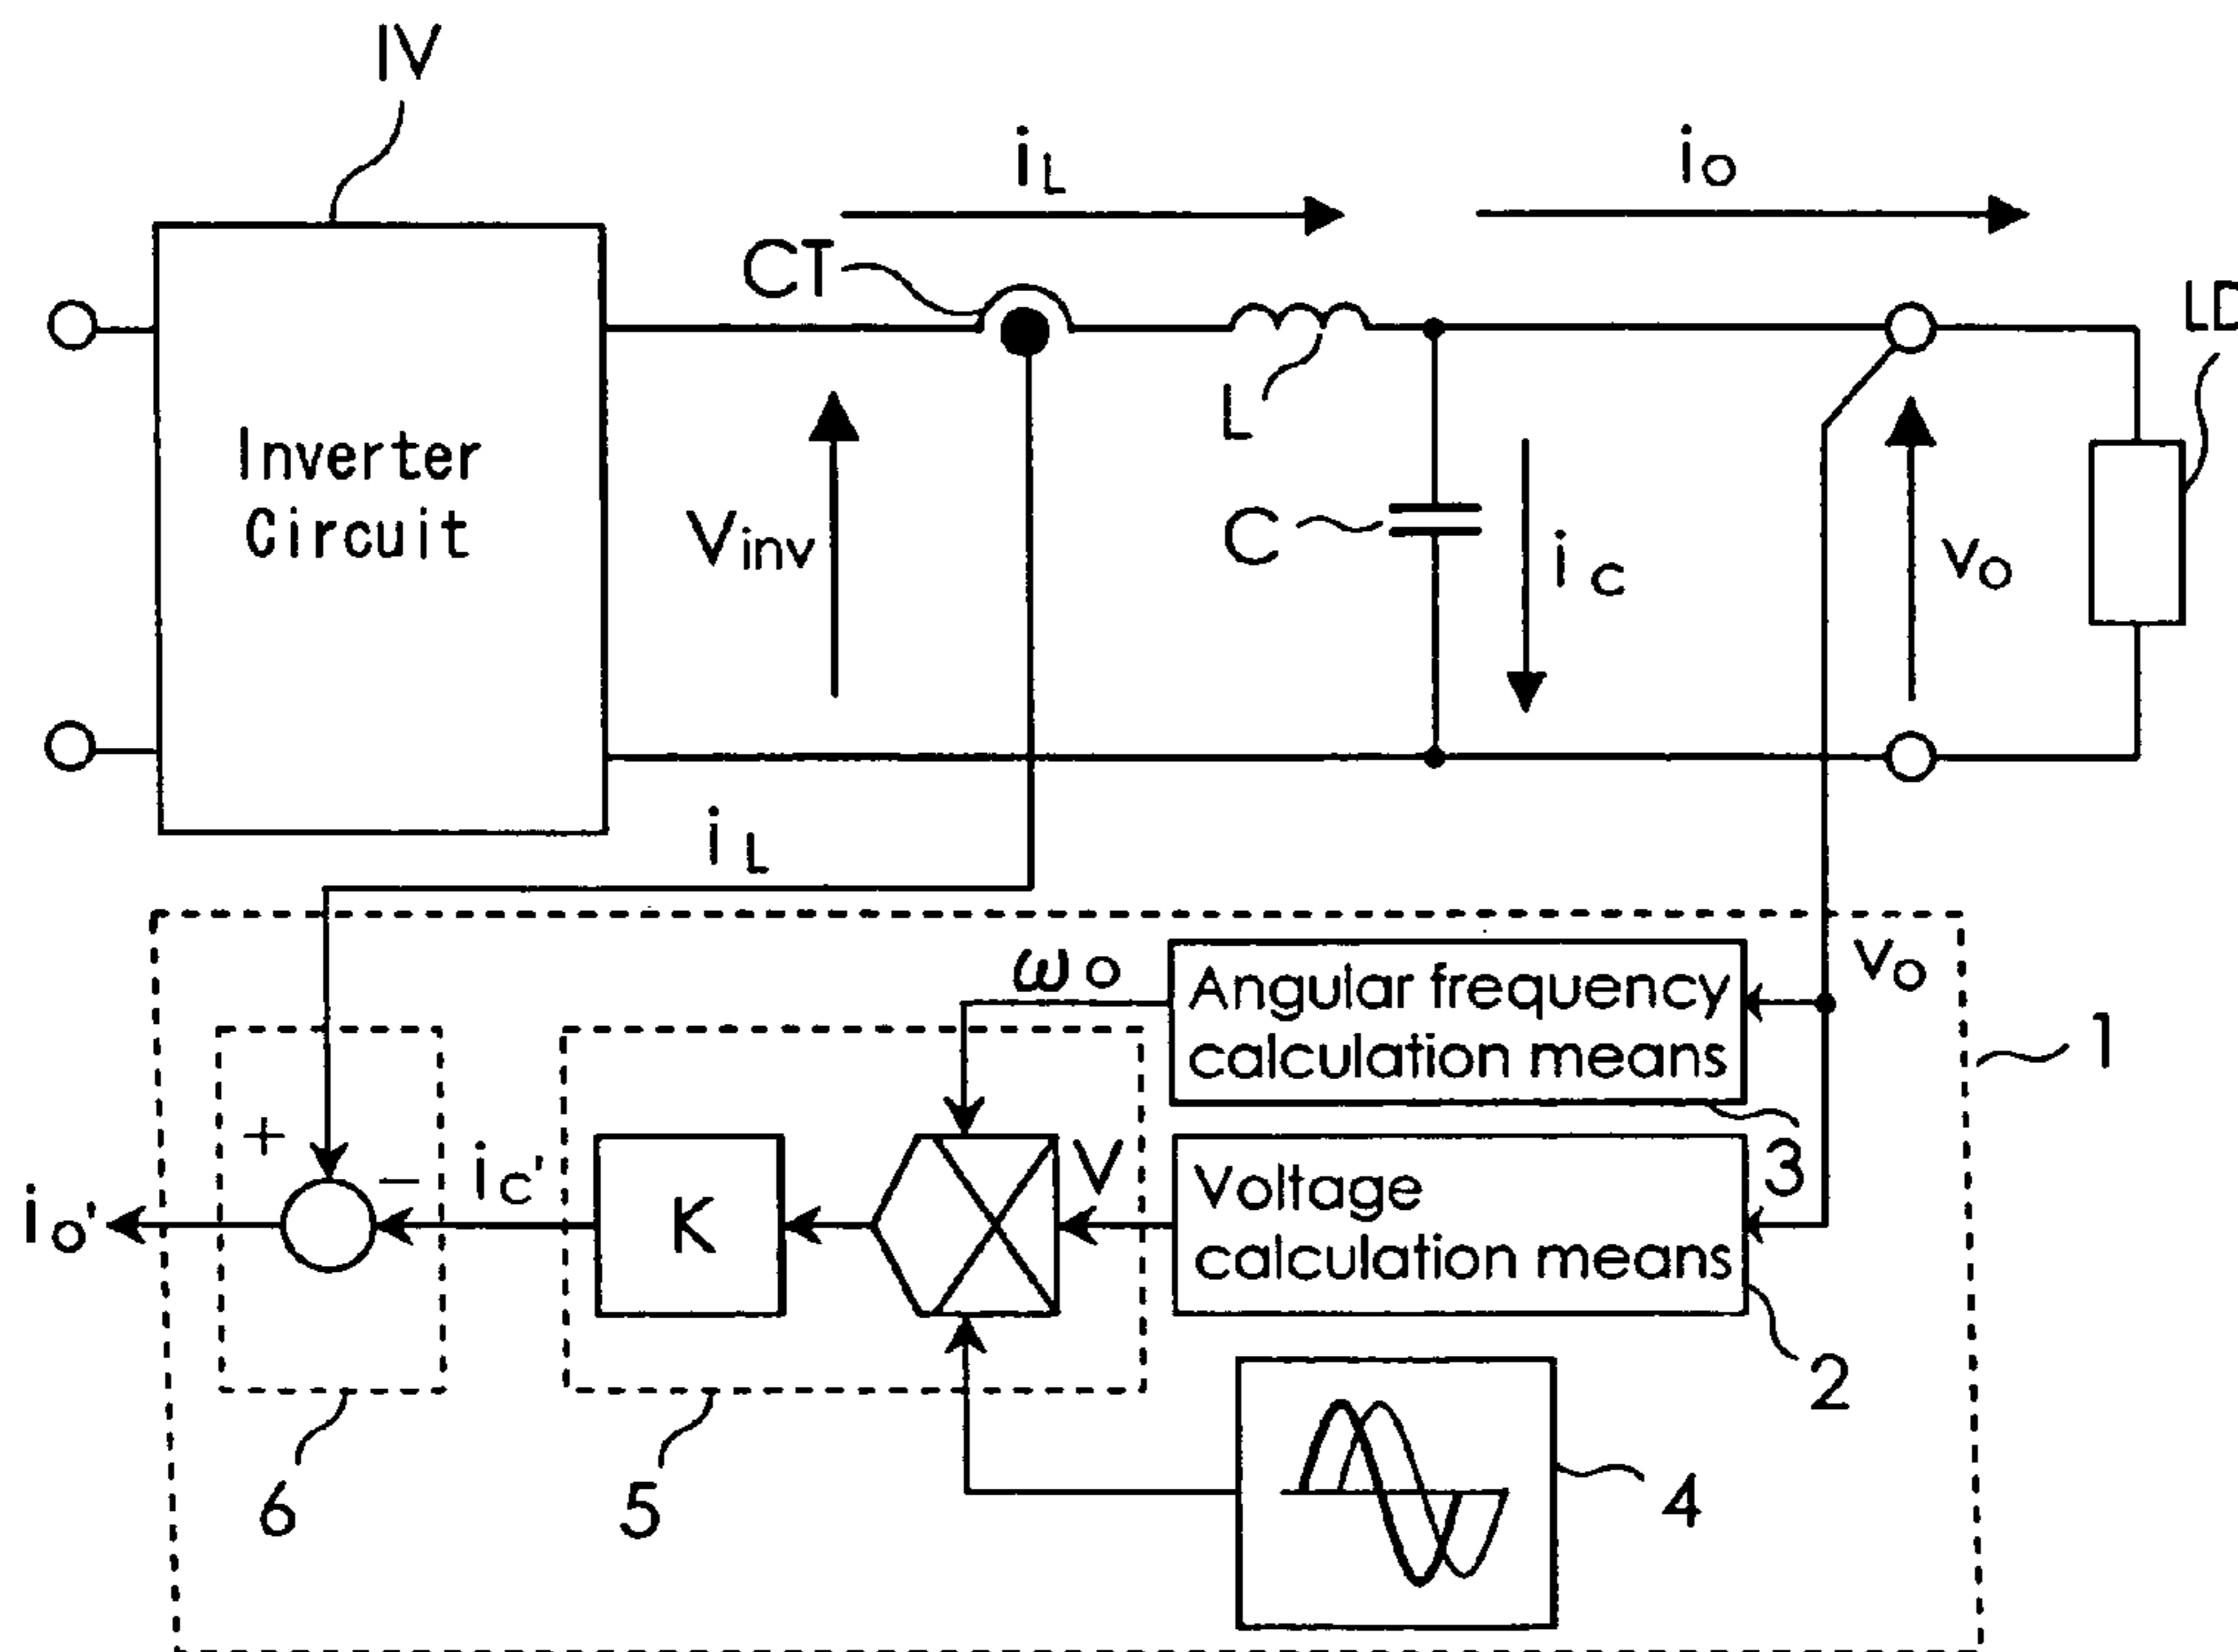 IV
iL
io
CT
LD
Inverter
Circuit
L
Vinv
C
ic
vo
iL
ωo
Angular frequency
calculation means
vo
1
+
−
ic'
V
3
io'
K
Voltage
calculation means
2
6
5
4